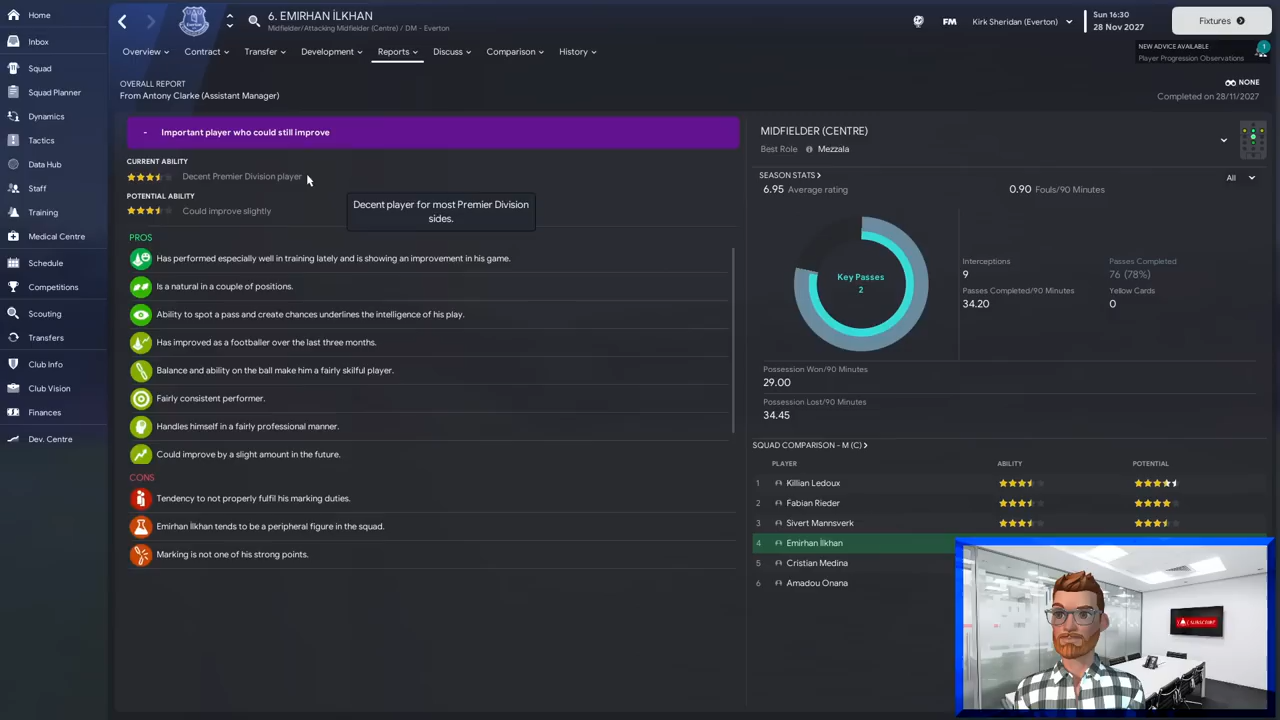 6. EMIRHAN İLKHAN
Midfielder/Attacking Midfielder (Centre) / DM - Everton
FM
Kirk Sheridan (Everton)
Sun 16:30
28 Nov 2027
Fixtures
Home
Inbox
Squad
Squad Planner
Dynamics
Tactics
Data Hub
Staff
Training
Medical Centre
Schedule
Competitions
Scouting
Transfers
Club Info
Club Vision
Finances
Dev. Centre
Overview
Contract
Transfer
Development
Reports
Discuss
Comparison
History
NEW ADVICE AVAILABLE
Player Progression Observations
1
OVERALL REPORT
From Antony Clarke (Assistant Manager)
NONE
Completed on 28/11/2027
- Important player who could still improve
CURRENT ABILITY
Decent Premier Division player
POTENTIAL ABILITY
Could improve slightly
Decent player for most Premier Division
sides.
PROS
Has performed especially well in training lately and is showing an improvement in his game.
Is a natural in a couple of positions.
Ability to spot a pass and create chances underlines the intelligence of his play.
Has improved as a footballer over the last three months.
Balance and ability on the ball make him a fairly skilful player.
Fairly consistent performer.
Handles himself in a fairly professional manner.
Could improve by a slight amount in the future.
CONS
Tendency to not properly fulfil his marking duties.
Emirhan İlkhan tends to be a peripheral figure in the squad.
Marking is not one of his strong points.
MIDFIELDER (CENTRE)
Best Role Mezzala
SEASON STATS
All
6.95 Average rating
0.90 Fouls/90 Minutes
Key Passes
2
Interceptions
9
Passes Completed
76 (78%)
Passes Completed/90 Minutes
34.20
Yellow Cards
0
Possession Won/90 Minutes
29.00
Possession Lost/90 Minutes
34.45
SQUAD COMPARISON - M (C)
PLAYER ABILITY POTENTIAL
1 Killian Ledoux
2 Fabian Rieder
3 Sivert Mannsverk
4 Emirhan İlkhan
5 Cristian Medina
6 Amadou Onana
SUBSCRIBE